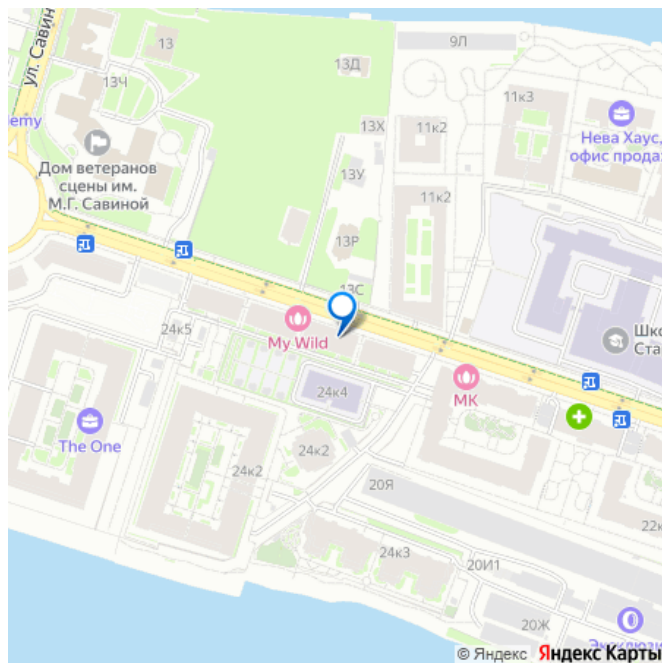 ул. Савин
13
9Л
13Ч
13Д
11к3
emy
13Х
11к2
Нева Хаус,
офис продаж
Дом ветеранов
сцены им.
М.Г. Савиной
13У
11к2
13Р
13С
24к5
My Wild
Шко
Ста
24к4
МК
The One
24к2
24к2
20Я
22к
24к3
20И1
20Ж
Эксклюзи
© Яндекс Яндекс Карты